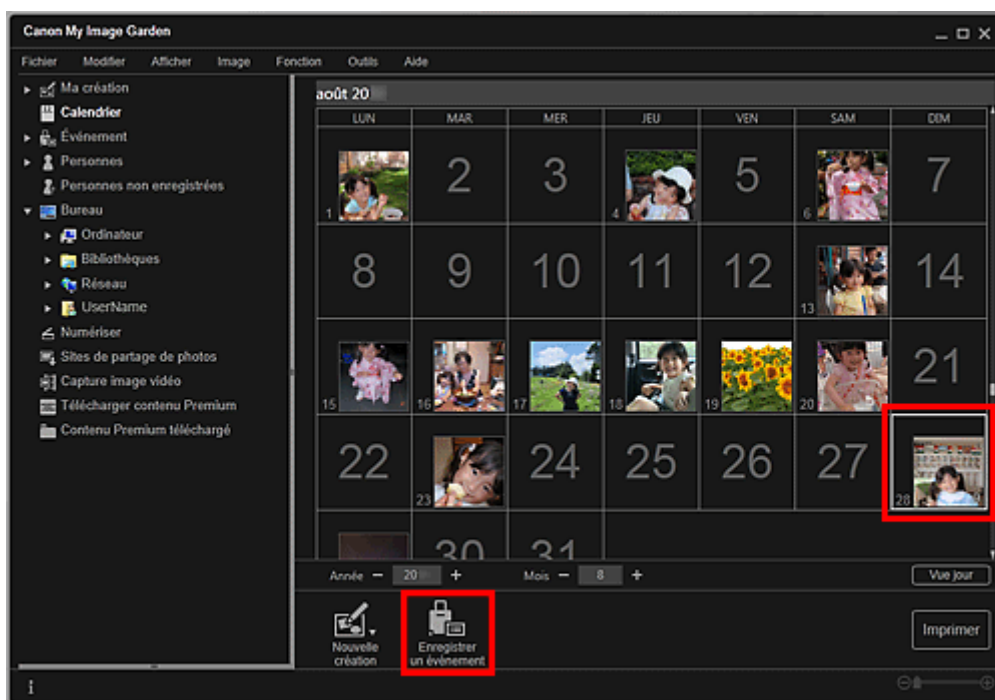 Canon My Image Garden
Fichier Modifier Afficher Image Fonction Outils Aide
Ma création
Calendrier
Événement
Personnes
Personnes non enregistrées
Bureau
Ordinateur
Bibliothèques
Réseau
UserName
Numériser
Sites de partage de photos
Capture image vidéo
Télécharger contenu Premium
Contenu Premium téléchargé
août 20
LUN MAR MER JEU VEN SAM DIM
1 2 3 4 5 6 7
8 9 10 11 12 13 14
15 16 17 18 19 20 21
22 23 24 25 26 27 28
30 31
Année − 20 + Mois − 8 + Vue jour
Nouvelle création
Enregistrer un événement
Imprimer